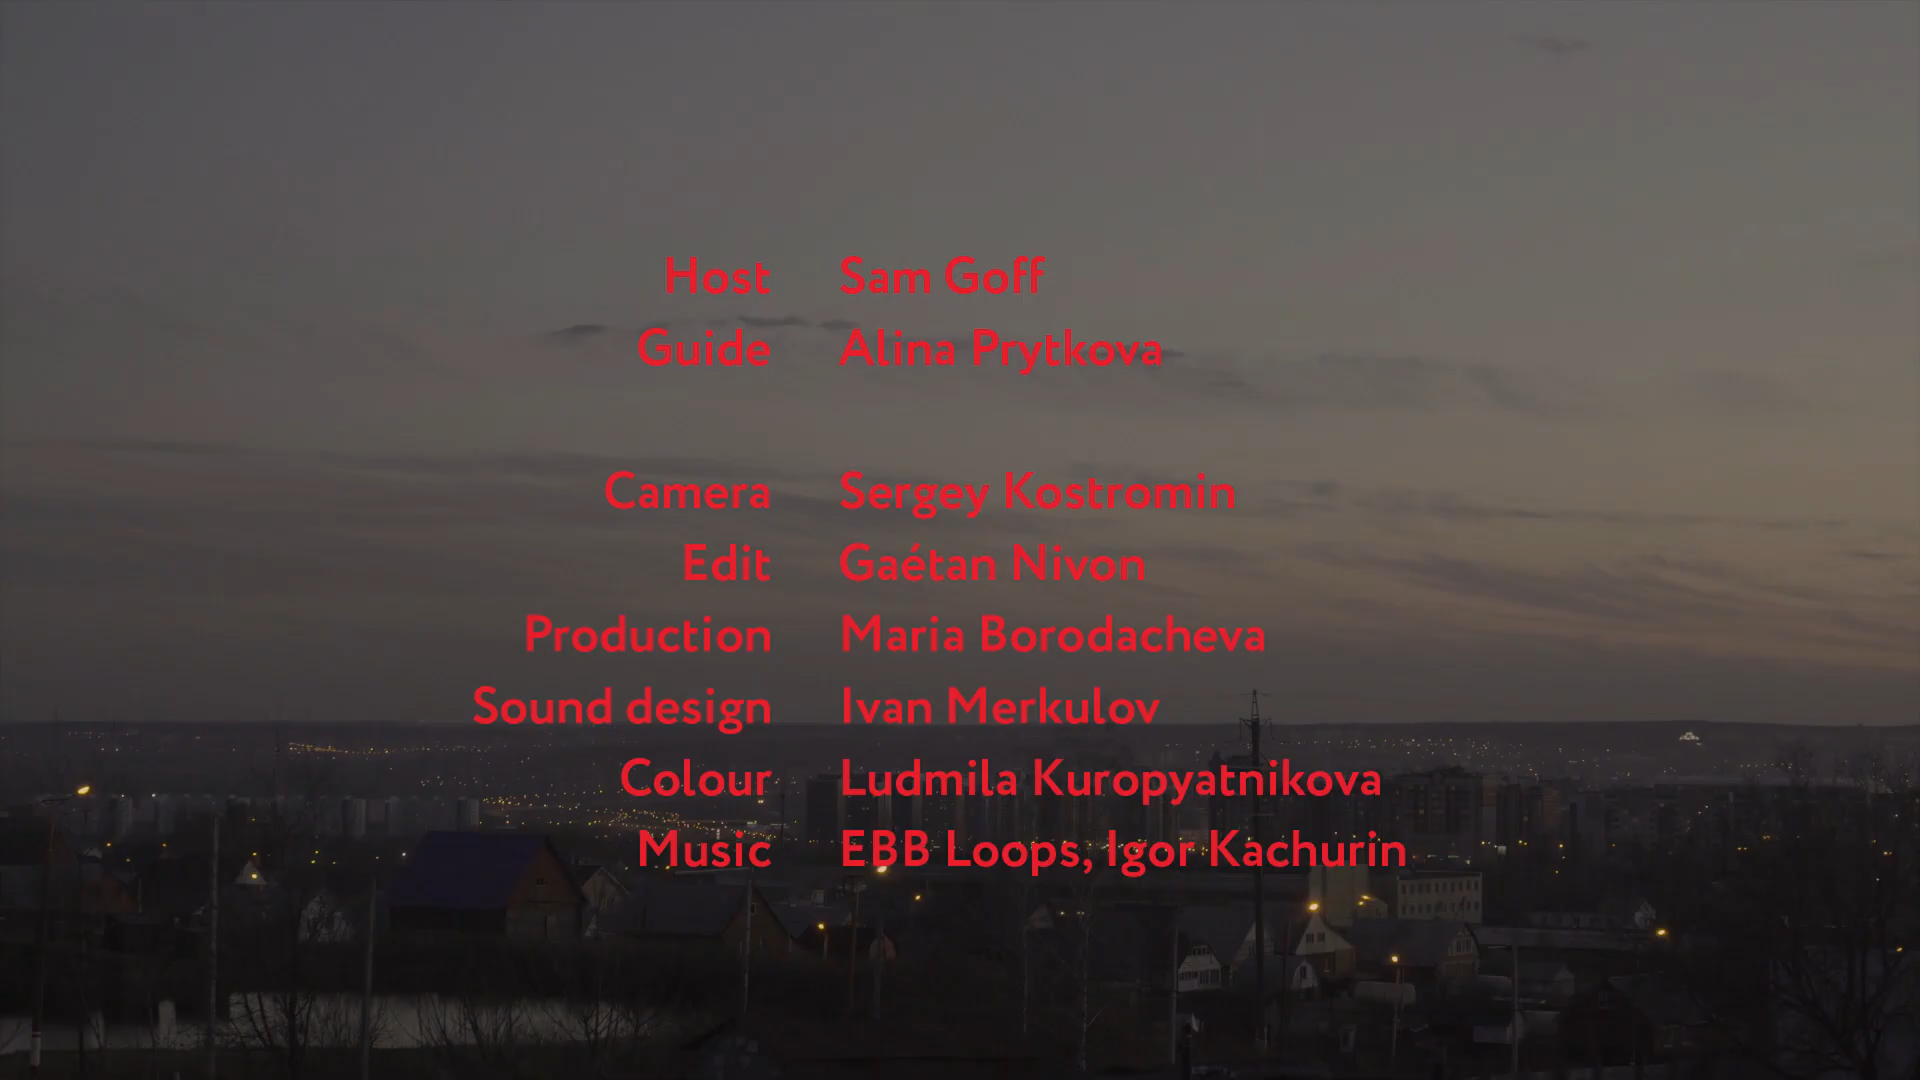 Host Sam Goff
Guide Alina Prytkova
Camera Sergey Kostromin
Edit Gaétan Nivon
Production Maria Borodacheva
Sound design Ivan Merkulov
Colour Ludmila Kuropyatnikova
Music EBB Loops, Igor Kachurin